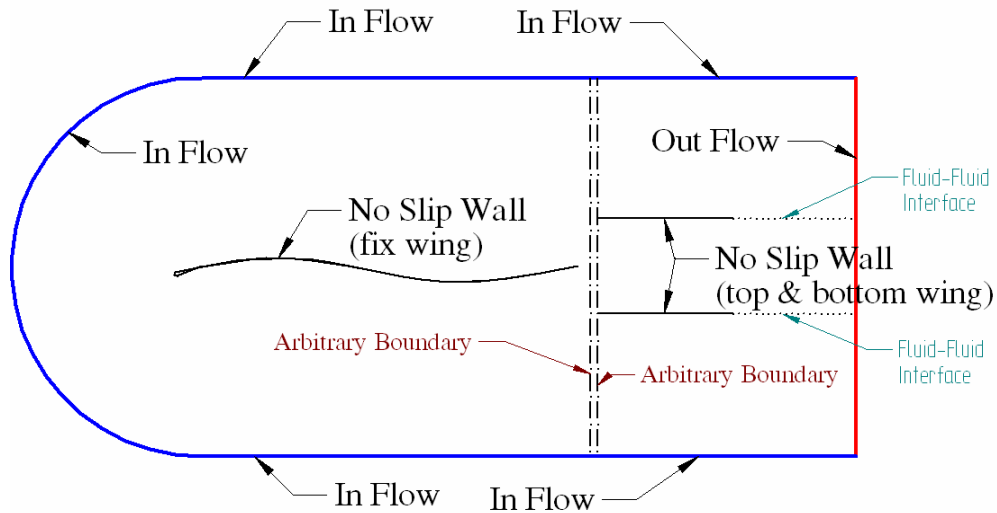 In Flow
In Flow
In Flow
Out Flow
Fluid-Fluid
Interface
No Slip Wall
(fix wing)
No Slip Wall
(top & bottom wing)
Arbitrary Boundary
Arbitrary Boundary
Fluid-Fluid
Interface
In Flow
In Flow